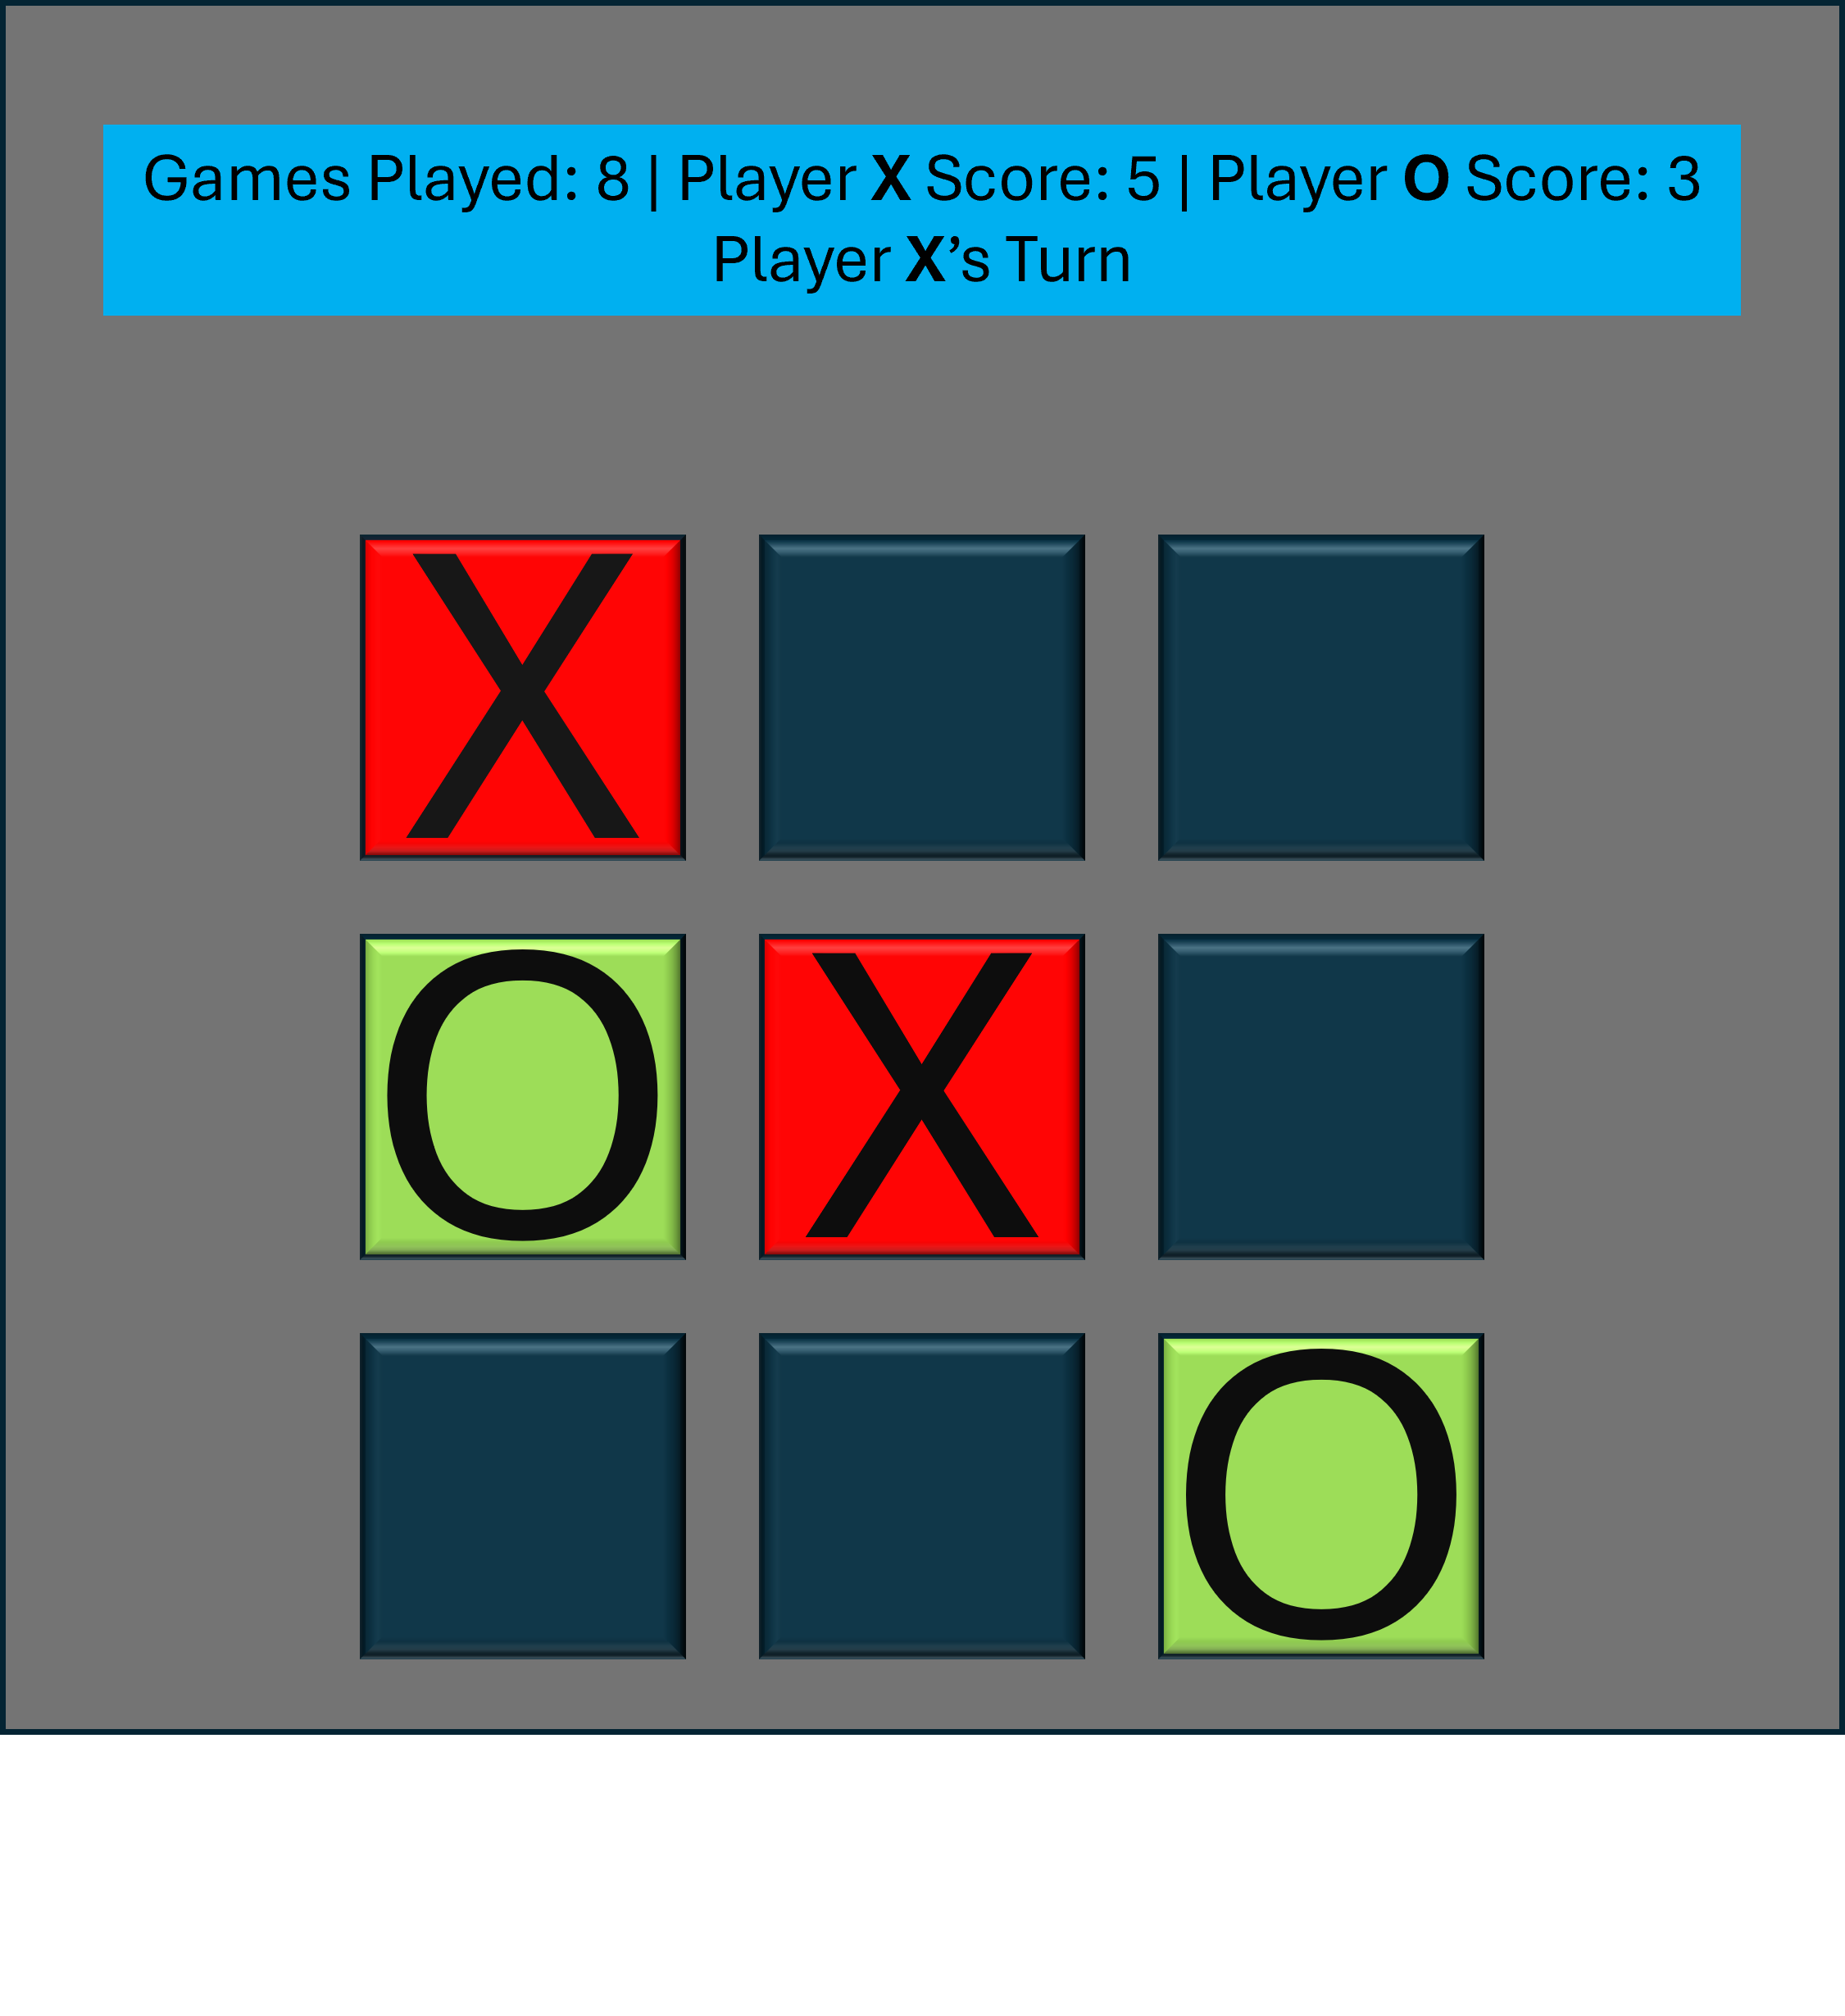 Games Played: 8 | Player X Score: 5 | Player O Score: 3
Player X’s Turn
X
O X
O